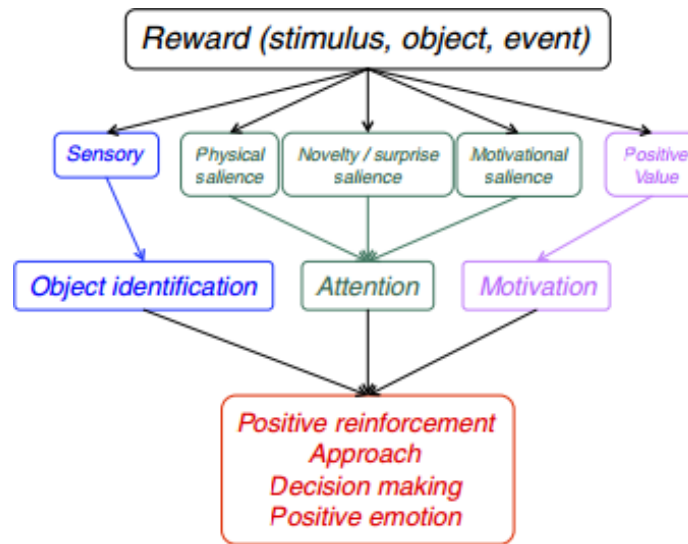 Reward (stimulus, object, event)
Sensory
Physical
salience
Novelty / surprise
salience
Motivational
salience
Positive
Value
Object identification
Attention
Motivation
Positive reinforcement
Approach
Decision making
Positive emotion